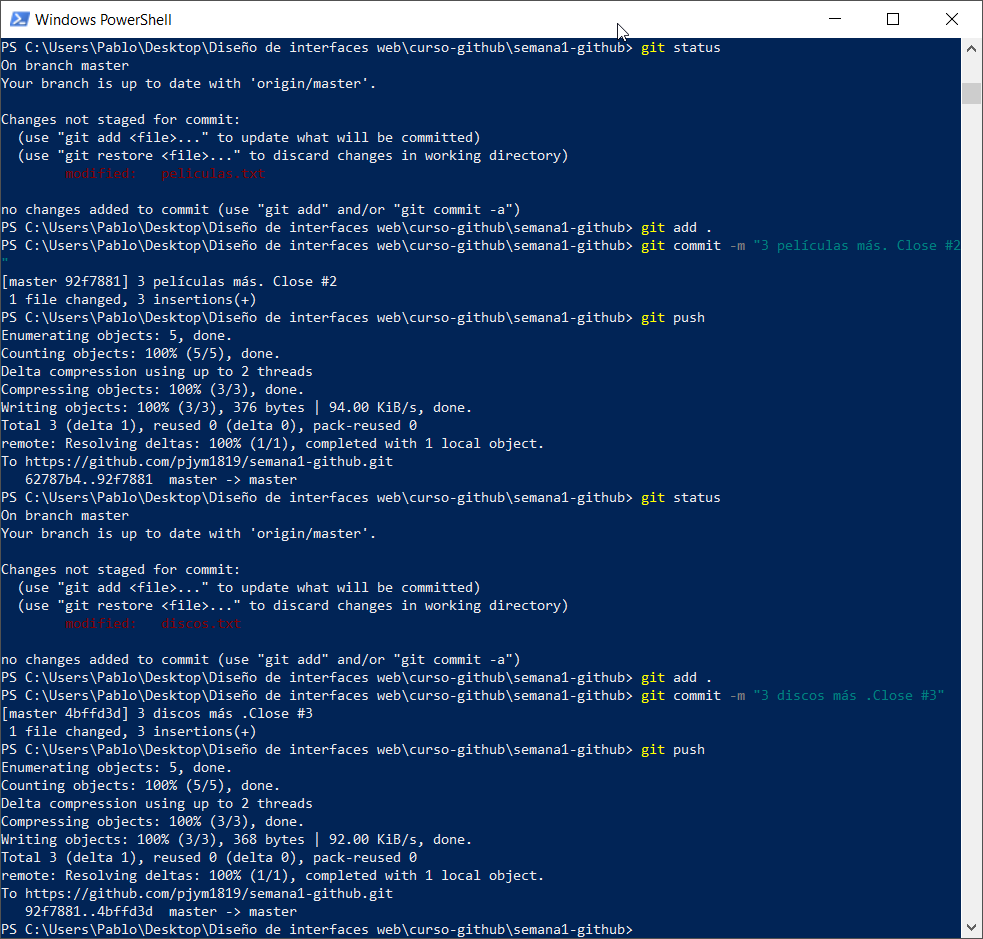 Windows PowerShell
PS C:\Users\Pablo\Desktop\Diseño de interfaces web\curso-github\semana1-github> git status
On branch master
Your branch is up to date with 'origin/master'.
Changes not staged for commit:
  (use "git add <file>..." to update what will be committed)
  (use "git restore <file>..." to discard changes in working directory)
        modified:   peliculas.txt
no changes added to commit (use "git add" and/or "git commit -a")
PS C:\Users\Pablo\Desktop\Diseño de interfaces web\curso-github\semana1-github> git add .
PS C:\Users\Pablo\Desktop\Diseño de interfaces web\curso-github\semana1-github> git commit -m "3 películas más. Close #2
"
[master 92f7881] 3 películas más. Close #2
 1 file changed, 3 insertions(+)
PS C:\Users\Pablo\Desktop\Diseño de interfaces web\curso-github\semana1-github> git push
Enumerating objects: 5, done.
Counting objects: 100% (5/5), done.
Delta compression using up to 2 threads
Compressing objects: 100% (3/3), done.
Writing objects: 100% (3/3), 376 bytes | 94.00 KiB/s, done.
Total 3 (delta 1), reused 0 (delta 0), pack-reused 0
remote: Resolving deltas: 100% (1/1), completed with 1 local object.
To https://github.com/pjym1819/semana1-github.git
   62787b4..92f7881  master -> master
PS C:\Users\Pablo\Desktop\Diseño de interfaces web\curso-github\semana1-github> git status
On branch master
Your branch is up to date with 'origin/master'.
Changes not staged for commit:
  (use "git add <file>..." to update what will be committed)
  (use "git restore <file>..." to discard changes in working directory)
        modified:   discos.txt
no changes added to commit (use "git add" and/or "git commit -a")
PS C:\Users\Pablo\Desktop\Diseño de interfaces web\curso-github\semana1-github> git add .
PS C:\Users\Pablo\Desktop\Diseño de interfaces web\curso-github\semana1-github> git commit -m "3 discos más .Close #3"
[master 4bffd3d] 3 discos más .Close #3
 1 file changed, 3 insertions(+)
PS C:\Users\Pablo\Desktop\Diseño de interfaces web\curso-github\semana1-github> git push
Enumerating objects: 5, done.
Counting objects: 100% (5/5), done.
Delta compression using up to 2 threads
Compressing objects: 100% (3/3), done.
Writing objects: 100% (3/3), 368 bytes | 92.00 KiB/s, done.
Total 3 (delta 1), reused 0 (delta 0), pack-reused 0
remote: Resolving deltas: 100% (1/1), completed with 1 local object.
To https://github.com/pjym1819/semana1-github.git
   92f7881..4bffd3d  master -> master
PS C:\Users\Pablo\Desktop\Diseño de interfaces web\curso-github\semana1-github>